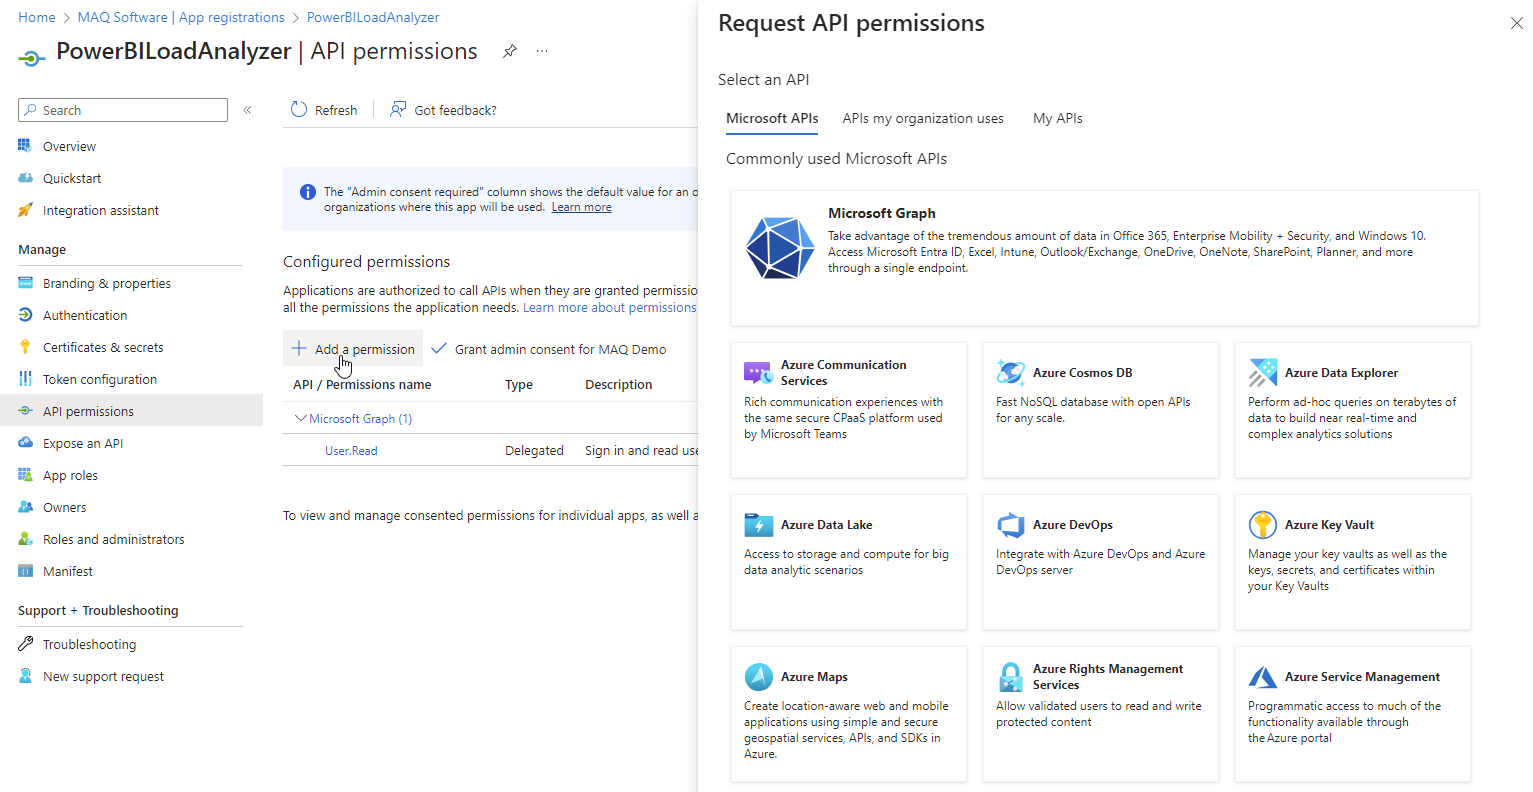 Home > MAQ Software | App registrations > PowerBILoadAnalyzer
PowerBILoadAnalyzer | API permissions
Search
Overview
Quickstart
Integration assistant
Manage
Branding & properties
Authentication
Certificates & secrets
Token configuration
API permissions
Expose an API
App roles
Owners
Roles and administrators
Manifest
Support + Troubleshooting
Troubleshooting
New support request
Refresh
Got feedback?
The "Admin consent required" column shows the default value for an o
organizations where this app will be used. Learn more
Configured permissions
Applications are authorized to call APIs when they are granted permissio
all the permissions the application needs. Learn more about permissions
Add a permission
Grant admin consent for MAQ Demo
API / Permissions name
Type
Description
Microsoft Graph (1)
User.Read
Delegated
Sign in and read use
To view and manage consented permissions for individual apps, as well a
Request API permissions
Select an API
Microsoft APIs
APIs my organization uses
My APIs
Commonly used Microsoft APIs
Microsoft Graph
Take advantage of the tremendous amount of data in Office 365, Enterprise Mobility + Security, and Windows 10.
Access Microsoft Entra ID, Excel, Intune, Outlook/Exchange, OneDrive, OneNote, SharePoint, Planner, and more
through a single endpoint.
Azure Communication
Services
Rich communication experiences with
the same secure CPaaS platform used
by Microsoft Teams
Azure Cosmos DB
Fast NoSQL database with open APIs
for any scale.
Azure Data Explorer
Perform ad-hoc queries on terabytes of
data to build near real-time and
complex analytics solutions
Azure Data Lake
Access to storage and compute for big
data analytic scenarios
Azure DevOps
Integrate with Azure DevOps and Azure
DevOps server
Azure Key Vault
Manage your key vaults as well as the
keys, secrets, and certificates within
your Key Vaults
Azure Maps
Create location-aware web and mobile
applications using simple and secure
geospatial services, APIs, and SDKs in
Azure.
Azure Rights Management
Services
Allow validated users to read and write
protected content
Azure Service Management
Programmatic access to much of the
functionality available through
the Azure portal